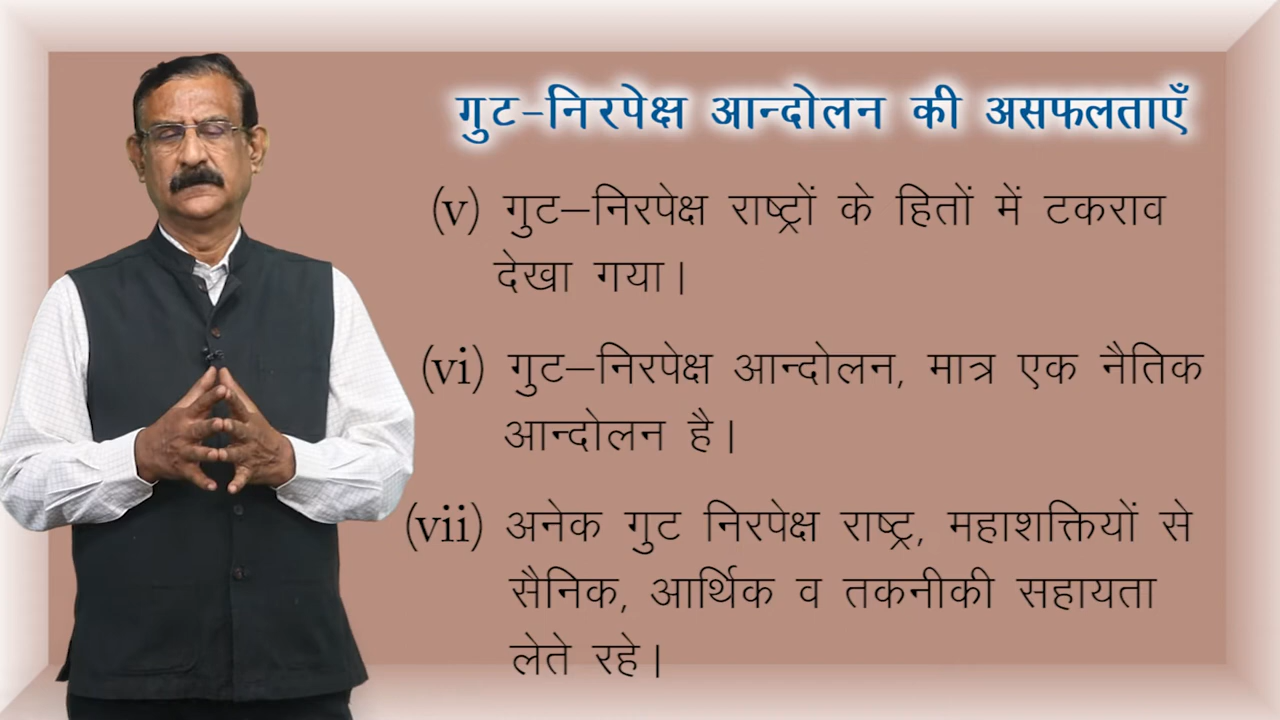 गुट-निरपेक्ष आन्दोलन की असफलताएँ
(v) गुट–निरपेक्ष राष्ट्रों के हितों में टकराव
देखा गया।
(vi) गुट–निरपेक्ष आन्दोलन, मात्र एक नैतिक
आन्दोलन है।
(vii) अनेक गुट निरपेक्ष राष्ट्र, महाशक्तियों से
सैनिक, आर्थिक व तकनीकी सहायता
लेते रहे।